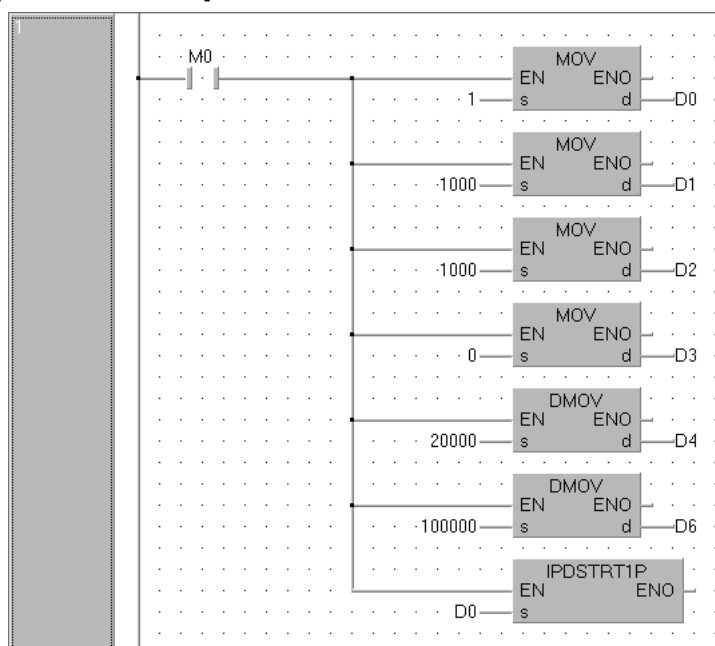 1
M0
MOV
EN ENO
1 s d D0
MOV
EN ENO
1000 s d D1
MOV
EN ENO
1000 s d D2
MOV
EN ENO
0 s d D3
DMOV
EN ENO
20000 s d D4
DMOV
EN ENO
100000 s d D6
IPDSTRT1P
EN ENO
D0 s